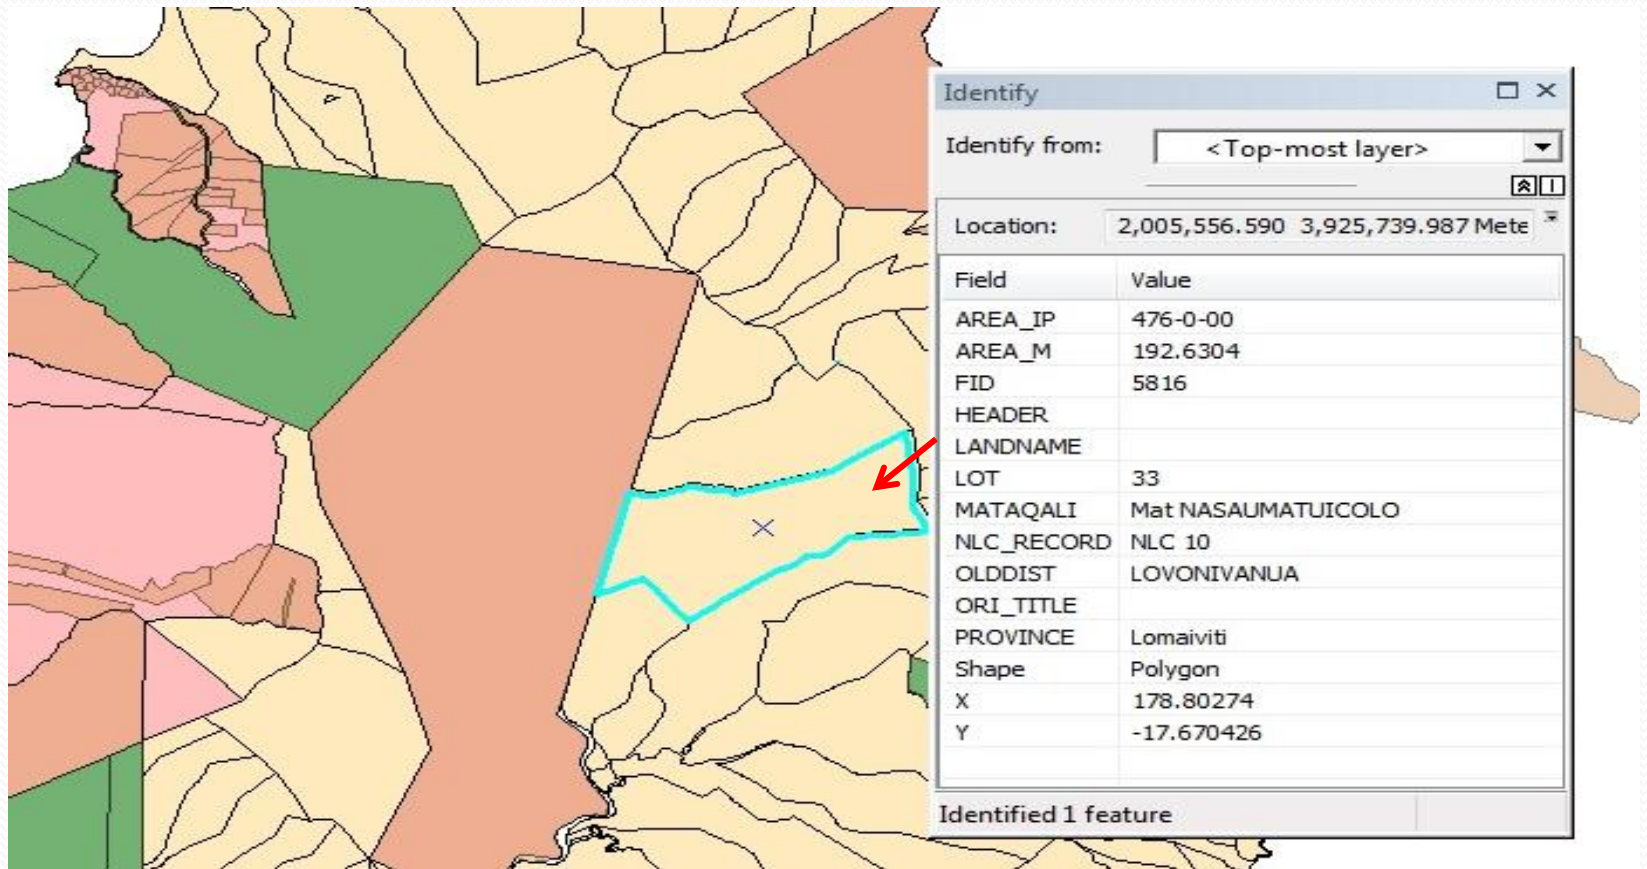 Identify
Identify from: <Top-most layer>
Location: 2,005,556.590 3,925,739.987 Mete
Field Value
AREA_IP 476-0-00
AREA_M 192.6304
FID 5816
HEADER
LANDNAME
LOT 33
MATAQALI Mat NASAUMATUICOLO
NLC_RECORD NLC 10
OLDDIST LOVONIVANUA
ORI_TITLE
PROVINCE Lomaiviti
Shape Polygon
X 178.80274
Y -17.670426
Identified 1 feature